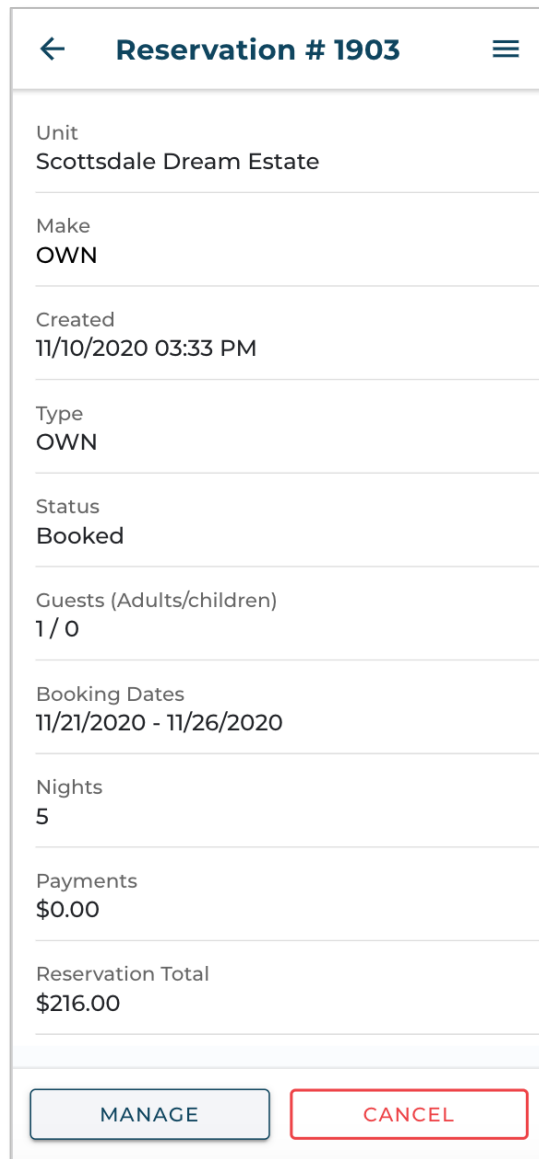 Reservation # 1903
Unit
Scottsdale Dream Estate
Make
OWN
Created
11/10/2020 03:33 PM
Type
OWN
Status
Booked
Guests (Adults/children)
1 / 0
Booking Dates
11/21/2020 - 11/26/2020
Nights
5
Payments
$0.00
Reservation Total
$216.00
MANAGE
CANCEL